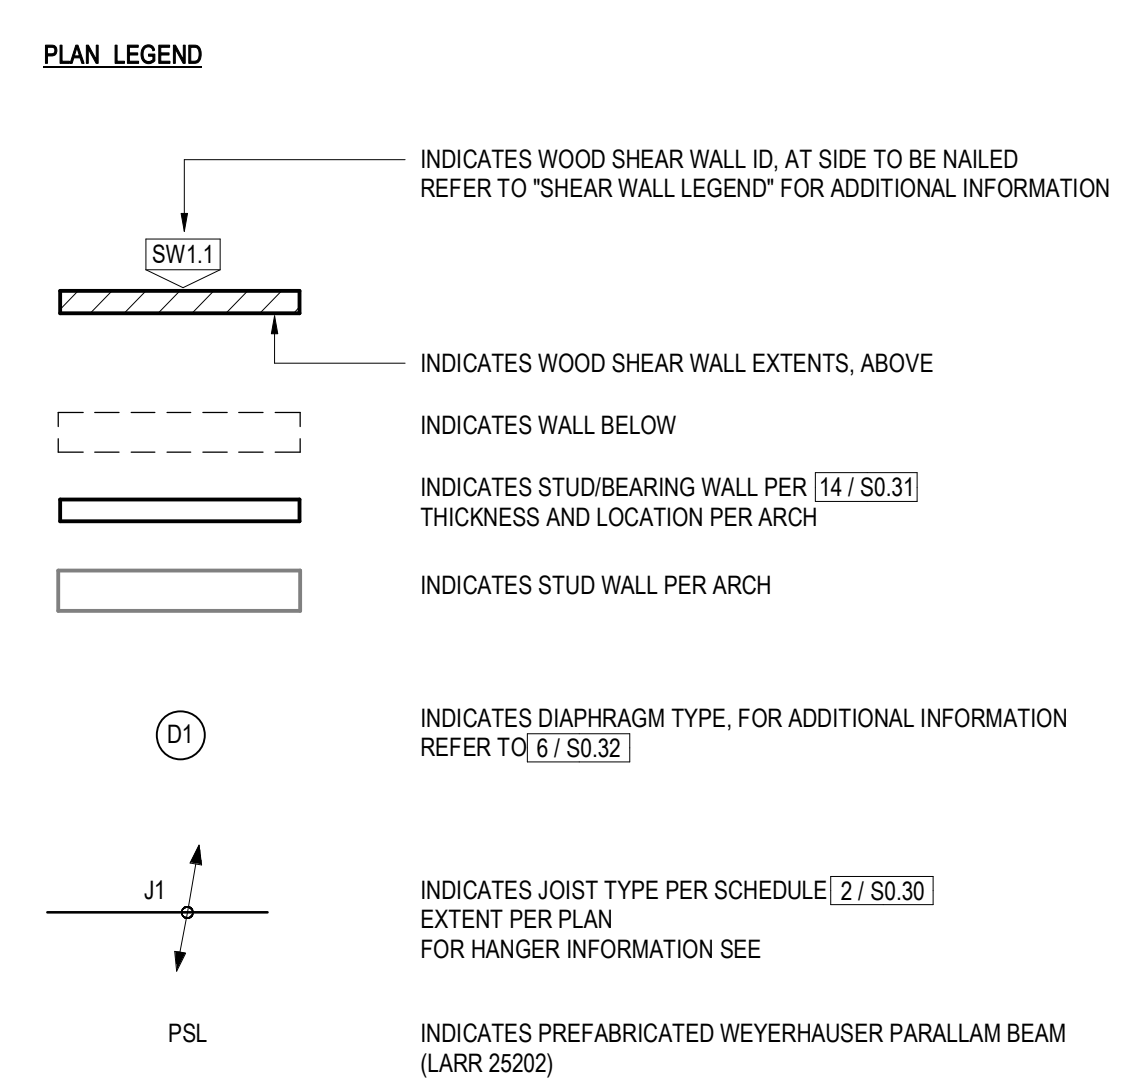 PLAN LEGEND
INDICATES WOOD SHEAR WALL ID, AT SIDE TO BE NAILED
REFER TO "SHEAR WALL LEGEND" FOR ADDITIONAL INFORMATION
SW1.1
INDICATES WOOD SHEAR WALL EXTENTS, ABOVE
INDICATES WALL BELOW
INDICATES STUD/BEARING WALL PER 14 / S0.31
THICKNESS AND LOCATION PER ARCH
INDICATES STUD WALL PER ARCH
D1
INDICATES DIAPHRAGM TYPE, FOR ADDITIONAL INFORMATION
REFER TO 6 / S0.32
J1
INDICATES JOIST TYPE PER SCHEDULE 2 / S0.30
EXTENT PER PLAN
FOR HANGER INFORMATION SEE
PSL
INDICATES PREFABRICATED WEYERHAUSER PARALLAM BEAM
(LARR 25202)